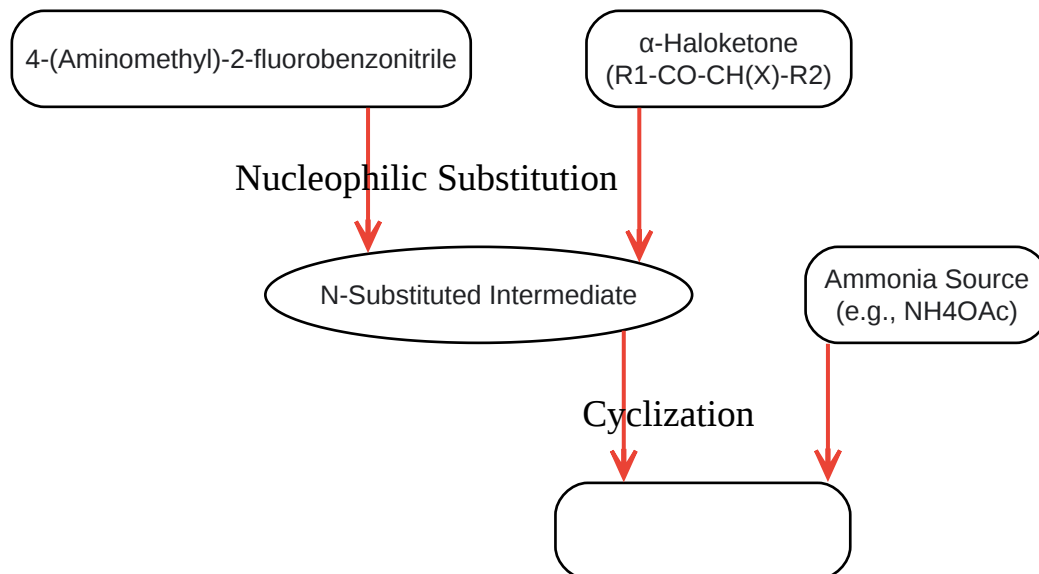 4-(Aminomethyl)-2-fluorobenzonitrile
α-Haloketone
(R1-CO-CH(X)-R2)
Nucleophilic Substitution
N-Substituted Intermediate
Ammonia Source
(e.g., NH4OAc)
Cyclization